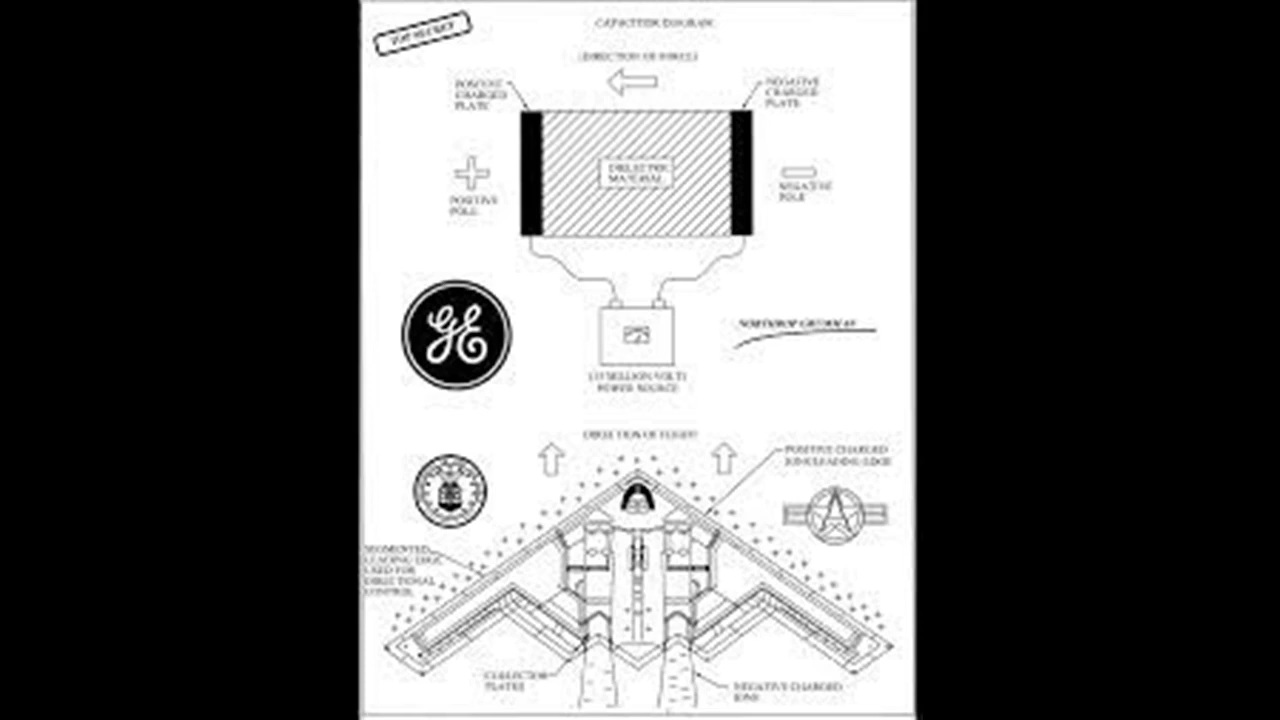 TOP SECRET
CAPACITOR DIAGRAM
DIRECTION OF FORCE
POSITIVE
CHARGED
PLATE
NEGATIVE
CHARGED
PLATE
DIELECTRIC
MATERIAL
POSITIVE
POLE
NEGATIVE
POLE
GE
NORTHROP GRUMMAN
MILLION VOLT
POWER SOURCE
DIRECTION OF FLIGHT
POSITIVE CHARGED
LEADING EDGE
SEGMENTED
LEADING EDGE
USED FOR
DIRECTIONAL
CONTROL
COLLECTOR
PLATES
NEGATIVE CHARGED
IONS